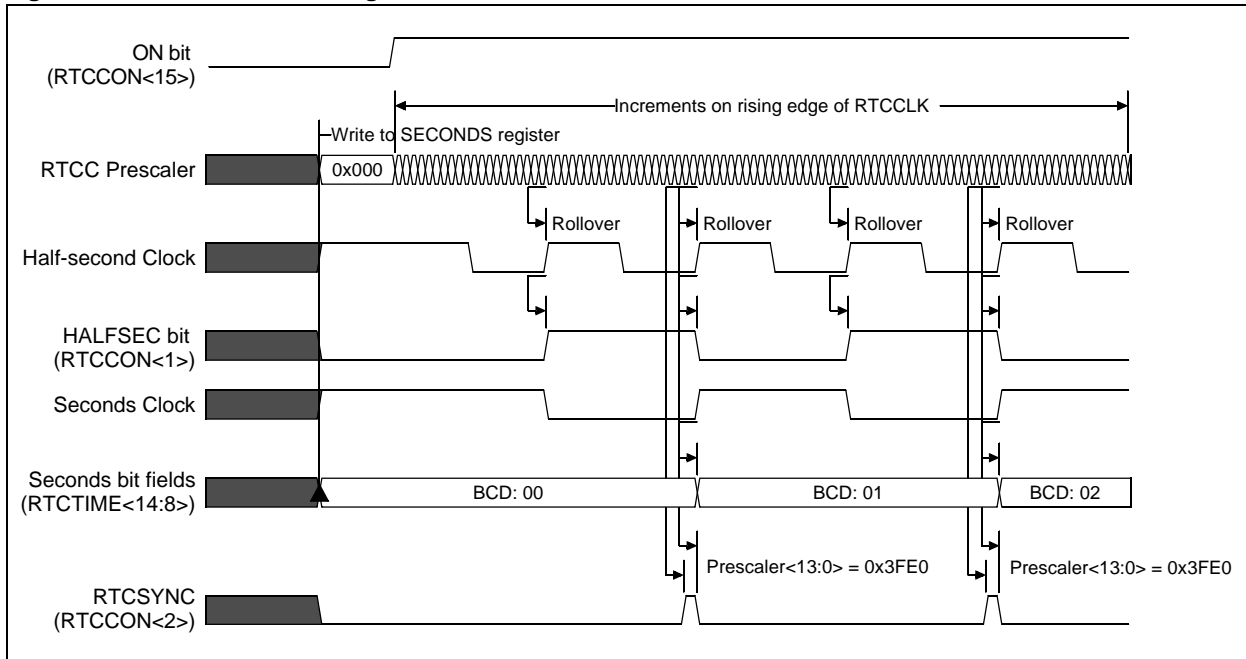 ON bit
(RTCCON<15>)
Increments on rising edge of RTCCLK
Write to SECONDS register
RTCC Prescaler
0x000
Rollover
Rollover
Rollover
Rollover
Half-second Clock
HALFSEC bit
(RTCCON<1>)
Seconds Clock
Seconds bit fields
(RTCTIME<14:8>)
BCD: 00
BCD: 01
BCD: 02
Prescaler<13:0> = 0x3FE0
Prescaler<13:0> = 0x3FE0
RTCSYNC
(RTCCON<2>)